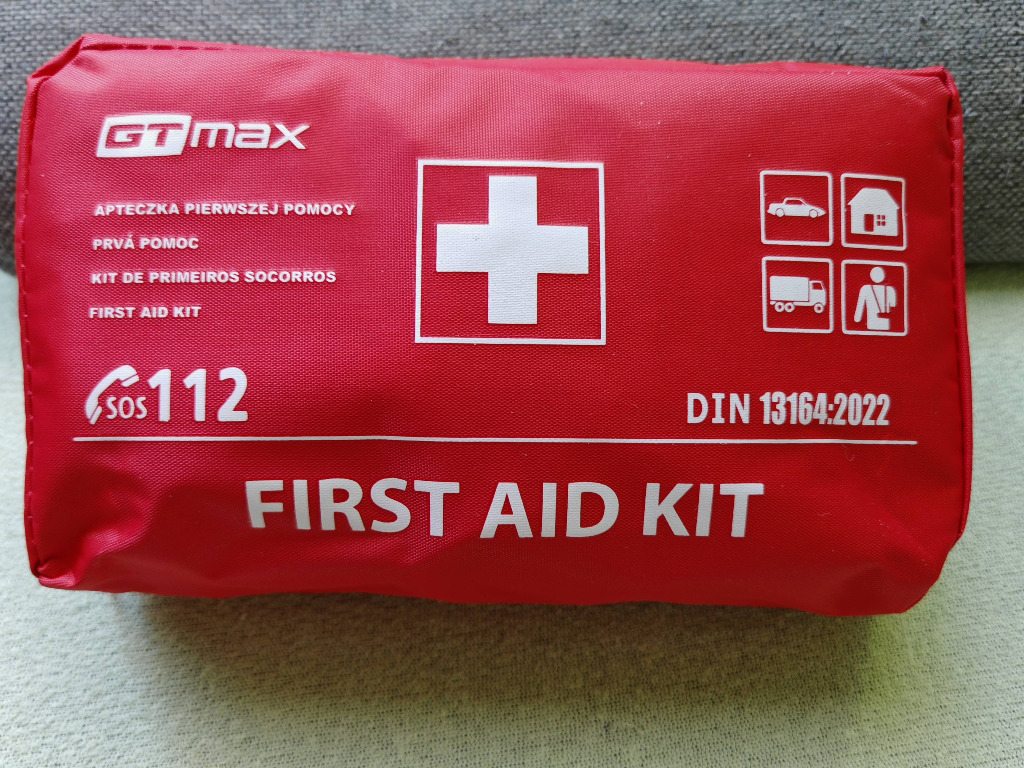 GTmax
APTECZKA PIERWSZEJ POMOCY
PRVÁ POMOC
KIT DE PRIMEIROS SOCORROS
FIRST AID KIT
SOS 112
DIN 13164:2022
FIRST AID KIT